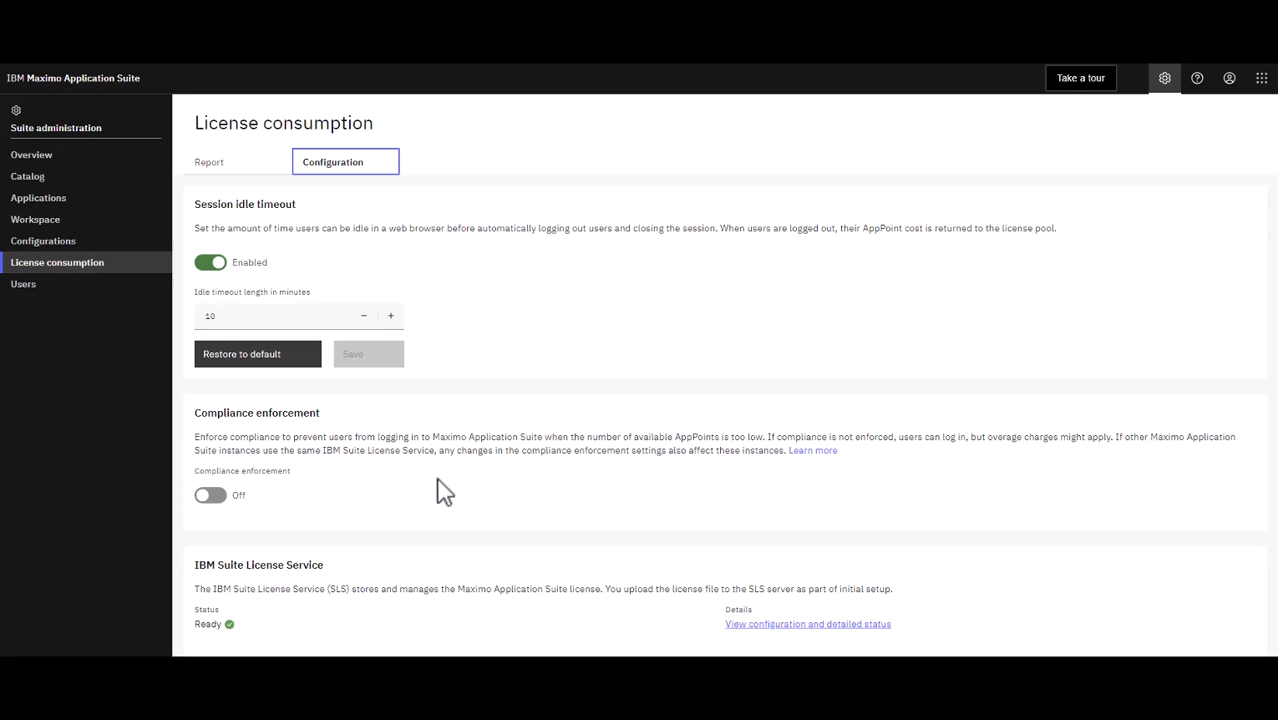 IBM Maximo Application Suite
Take a tour
Suite administration
Overview
Catalog
Applications
Workspace
Configurations
License consumption
Users
License consumption
Report
Configuration
Session idle timeout
Set the amount of time users can be idle in a web browser before automatically logging out users and closing the session. When users are logged out, their AppPoint cost is returned to the license pool.
Enabled
Idle timeout length in minutes
10
Restore to default
Save
Compliance enforcement
Enforce compliance to prevent users from logging in to Maximo Application Suite when the number of available AppPoints is too low. If compliance is not enforced, users can log in, but overage charges might apply. If other Maximo Application
Suite instances use the same IBM Suite License Service, any changes in the compliance enforcement settings also affect these instances. Learn more
Compliance enforcement
Off
IBM Suite License Service
The IBM Suite License Service (SLS) stores and manages the Maximo Application Suite license. You upload the license file to the SLS server as part of initial setup.
Status
Details
Ready
View configuration and detailed status